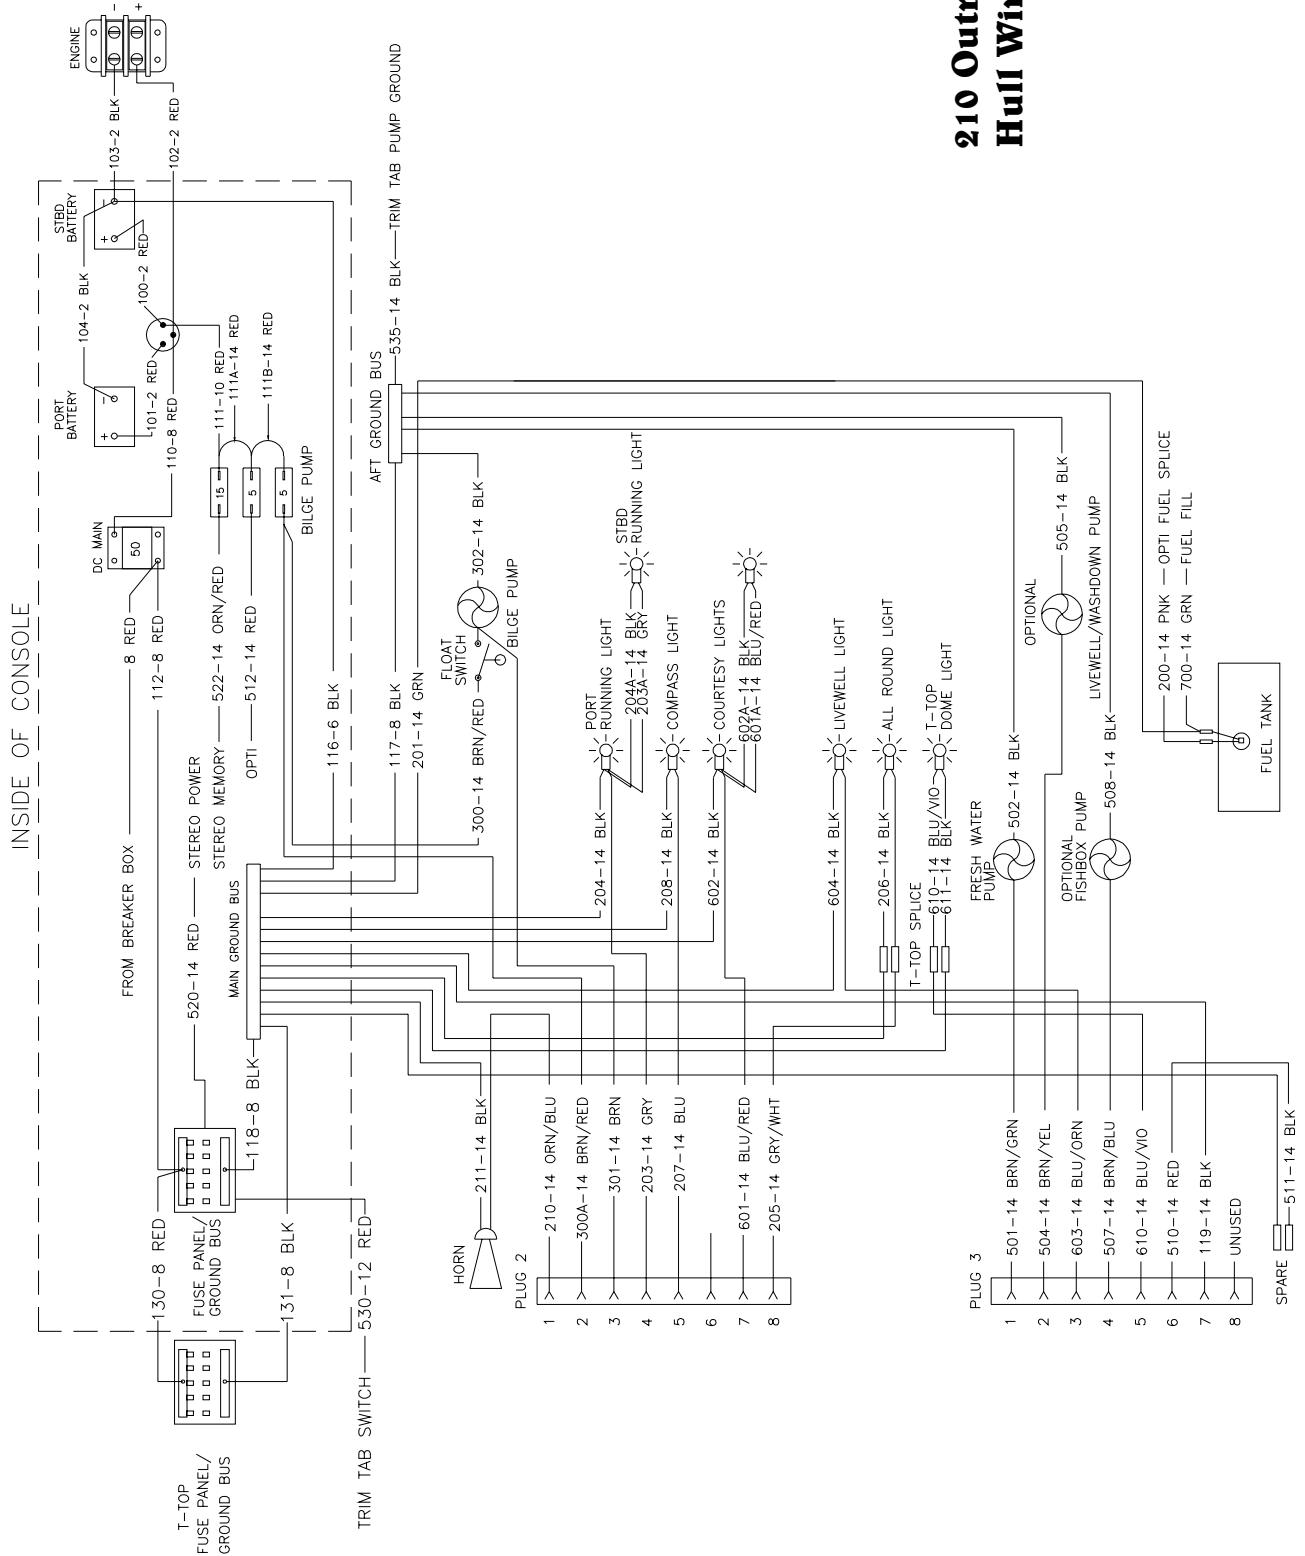 INSIDE OF CONSOLE
ENGINE
-
+
103-2 BLK
102-2 RED
STBD
BATTERY
+
-
104-2 BLK
100-2 RED
PORT
BATTERY
+
-
101-2 RED
110-8 RED
111-10 RED
111A-14 RED
111B-14 RED
DC MAIN
50
15
5
5
BILGE PUMP
8 RED
FROM BREAKER BOX
112-8 RED
522-14 ORN/RED
STEREO MEMORY
512-14 RED
OPTI
STEREO POWER
520-14 RED
116-6 BLK
MAIN GROUND BUS
118-8 BLK
130-8 RED
FUSE PANEL/
GROUND BUS
131-8 BLK
530-12 RED
TRIM TAB SWITCH
T-TOP
FUSE PANEL/
GROUND BUS
TRIM TAB PUMP GROUND
535-14 BLK
AFT GROUND BUS
117-8 BLK
201-14 GRN
302-14 BLK
BILGE PUMP
FLOAT
SWITCH
300-14 BRN/RED
STBD
RUNNING LIGHT
PORT
RUNNING LIGHT
204A-14 BLK
203A-14 GRY
204-14 BLK
COMPASS LIGHT
208-14 BLK
COURTESY LIGHTS
602A-14 BLK
601A-14 BLU/RED
602-14 BLK
LIVEWELL LIGHT
604-14 BLK
ALL ROUND LIGHT
206-14 BLK
T-TOP
DOME LIGHT
T-TOP SPLICE
610-14 BLU/VIO
611-14 BLK
502-14 BLK
FRESH WATER
PUMP
OPTIONAL
505-14 BLK
LIVEWELL/WASHDOWN PUMP
508-14 BLK
OPTIONAL
FISHBOX PUMP
200-14 PNK
OPTI FUEL SPLICE
700-14 GRN
FUEL FILL
FUEL TANK
HORN
211-14 BLK
PLUG 2
1
210-14 ORN/BLU
2
300A-14 BRN/RED
3
301-14 BRN
4
203-14 GRY
5
207-14 BLU
6
7
601-14 BLU/RED
8
205-14 GRY/WHT
PLUG 3
1
501-14 BRN/GRN
2
504-14 BRN/YEL
3
603-14 BLU/ORN
4
507-14 BRN/BLU
5
610-14 BLU/VIO
6
510-14 RED
7
119-14 BLK
8
UNUSED
SPARE
511-14 BLK
210
Hull